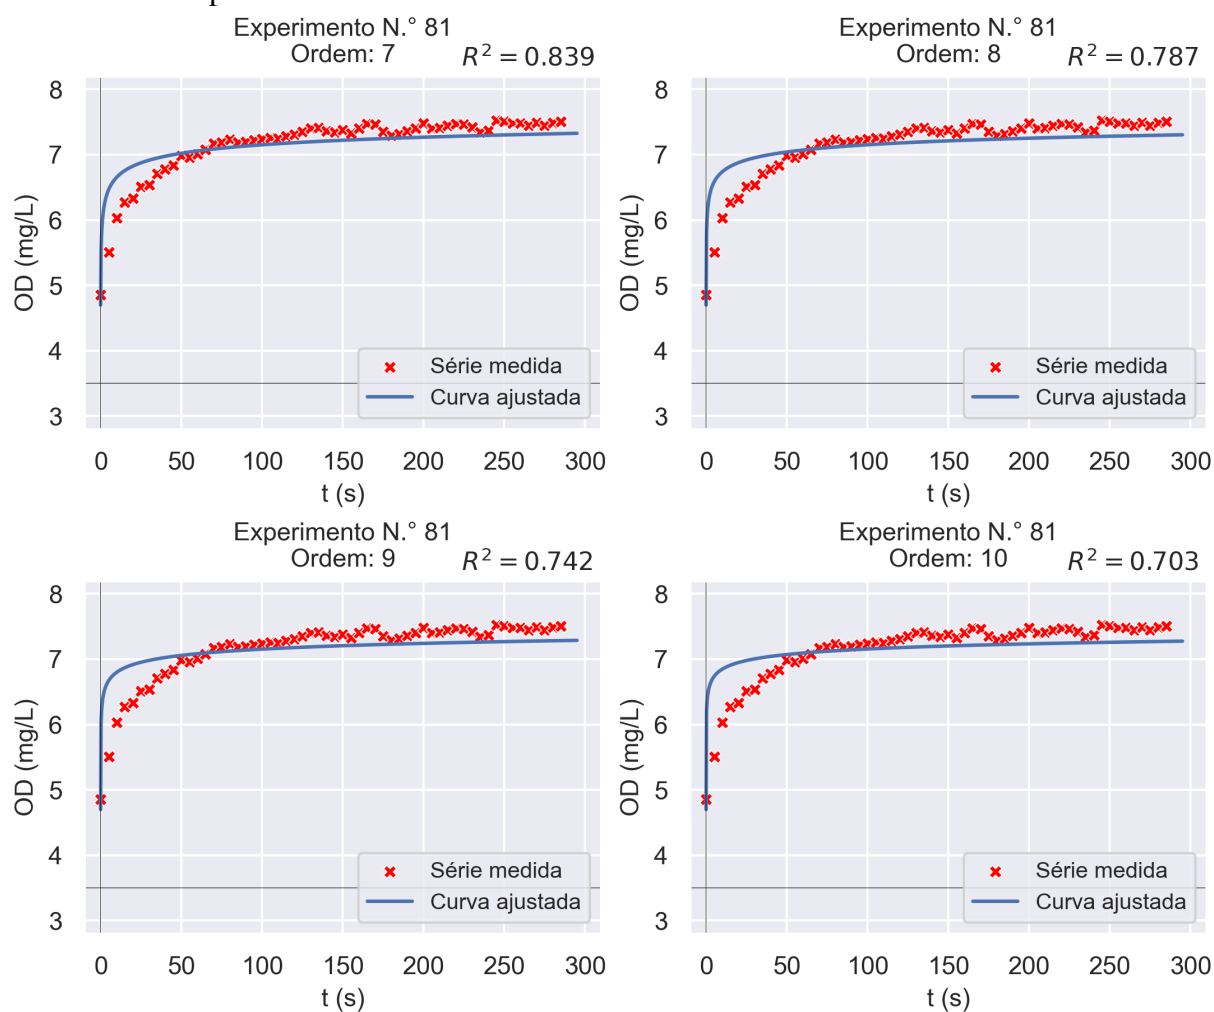 Experimento N.° 81
Ordem: 7 R² = 0.839
8
7
6
5
4
3
OD (mg/L)
Série medida
Curva ajustada
0 50 100 150 200 250 300
t (s)
Experimento N.° 81
Ordem: 8 R² = 0.787
8
7
6
5
4
3
OD (mg/L)
Série medida
Curva ajustada
0 50 100 150 200 250 300
t (s)
Experimento N.° 81
Ordem: 9 R² = 0.742
8
7
6
5
4
3
OD (mg/L)
Série medida
Curva ajustada
0 50 100 150 200 250 300
t (s)
Experimento N.° 81
Ordem: 10 R² = 0.703
8
7
6
5
4
3
OD (mg/L)
Série medida
Curva ajustada
0 50 100 150 200 250 300
t (s)